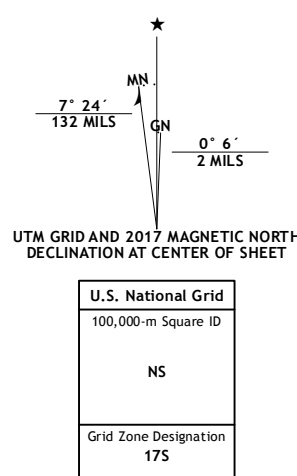 ★
MN
7° 24´
132 MILS
GN
0° 6´
2 MILS
UTM GRID AND 2017 MAGNETIC NORTH
DECLINATION AT CENTER OF SHEET
U.S. National Grid
100,000-m Square ID
NS
Grid Zone Designation
17S